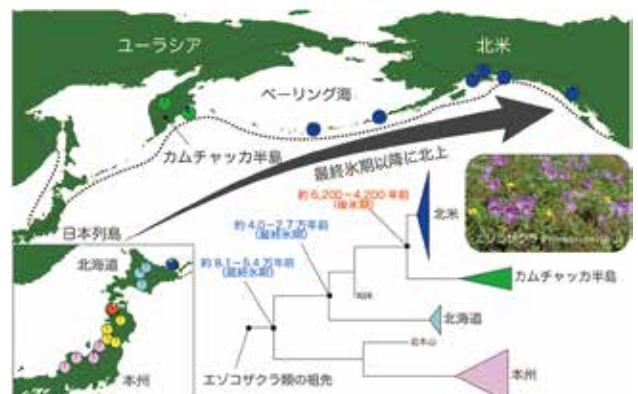 ユーラシア
北米
ベーリング海
カムチャッカ半島
最終氷期以降に北上
日本列島
北海道
本州
約 6,200〜4,200 年前
(後氷期)
約 4.0〜2.7 万年前
(最終氷期)
約 8.1〜5.4 万年前
(最終氷期)
北米
カムチャッカ半島
北海道
岩木山
本州
エゾコザクラ類の祖先